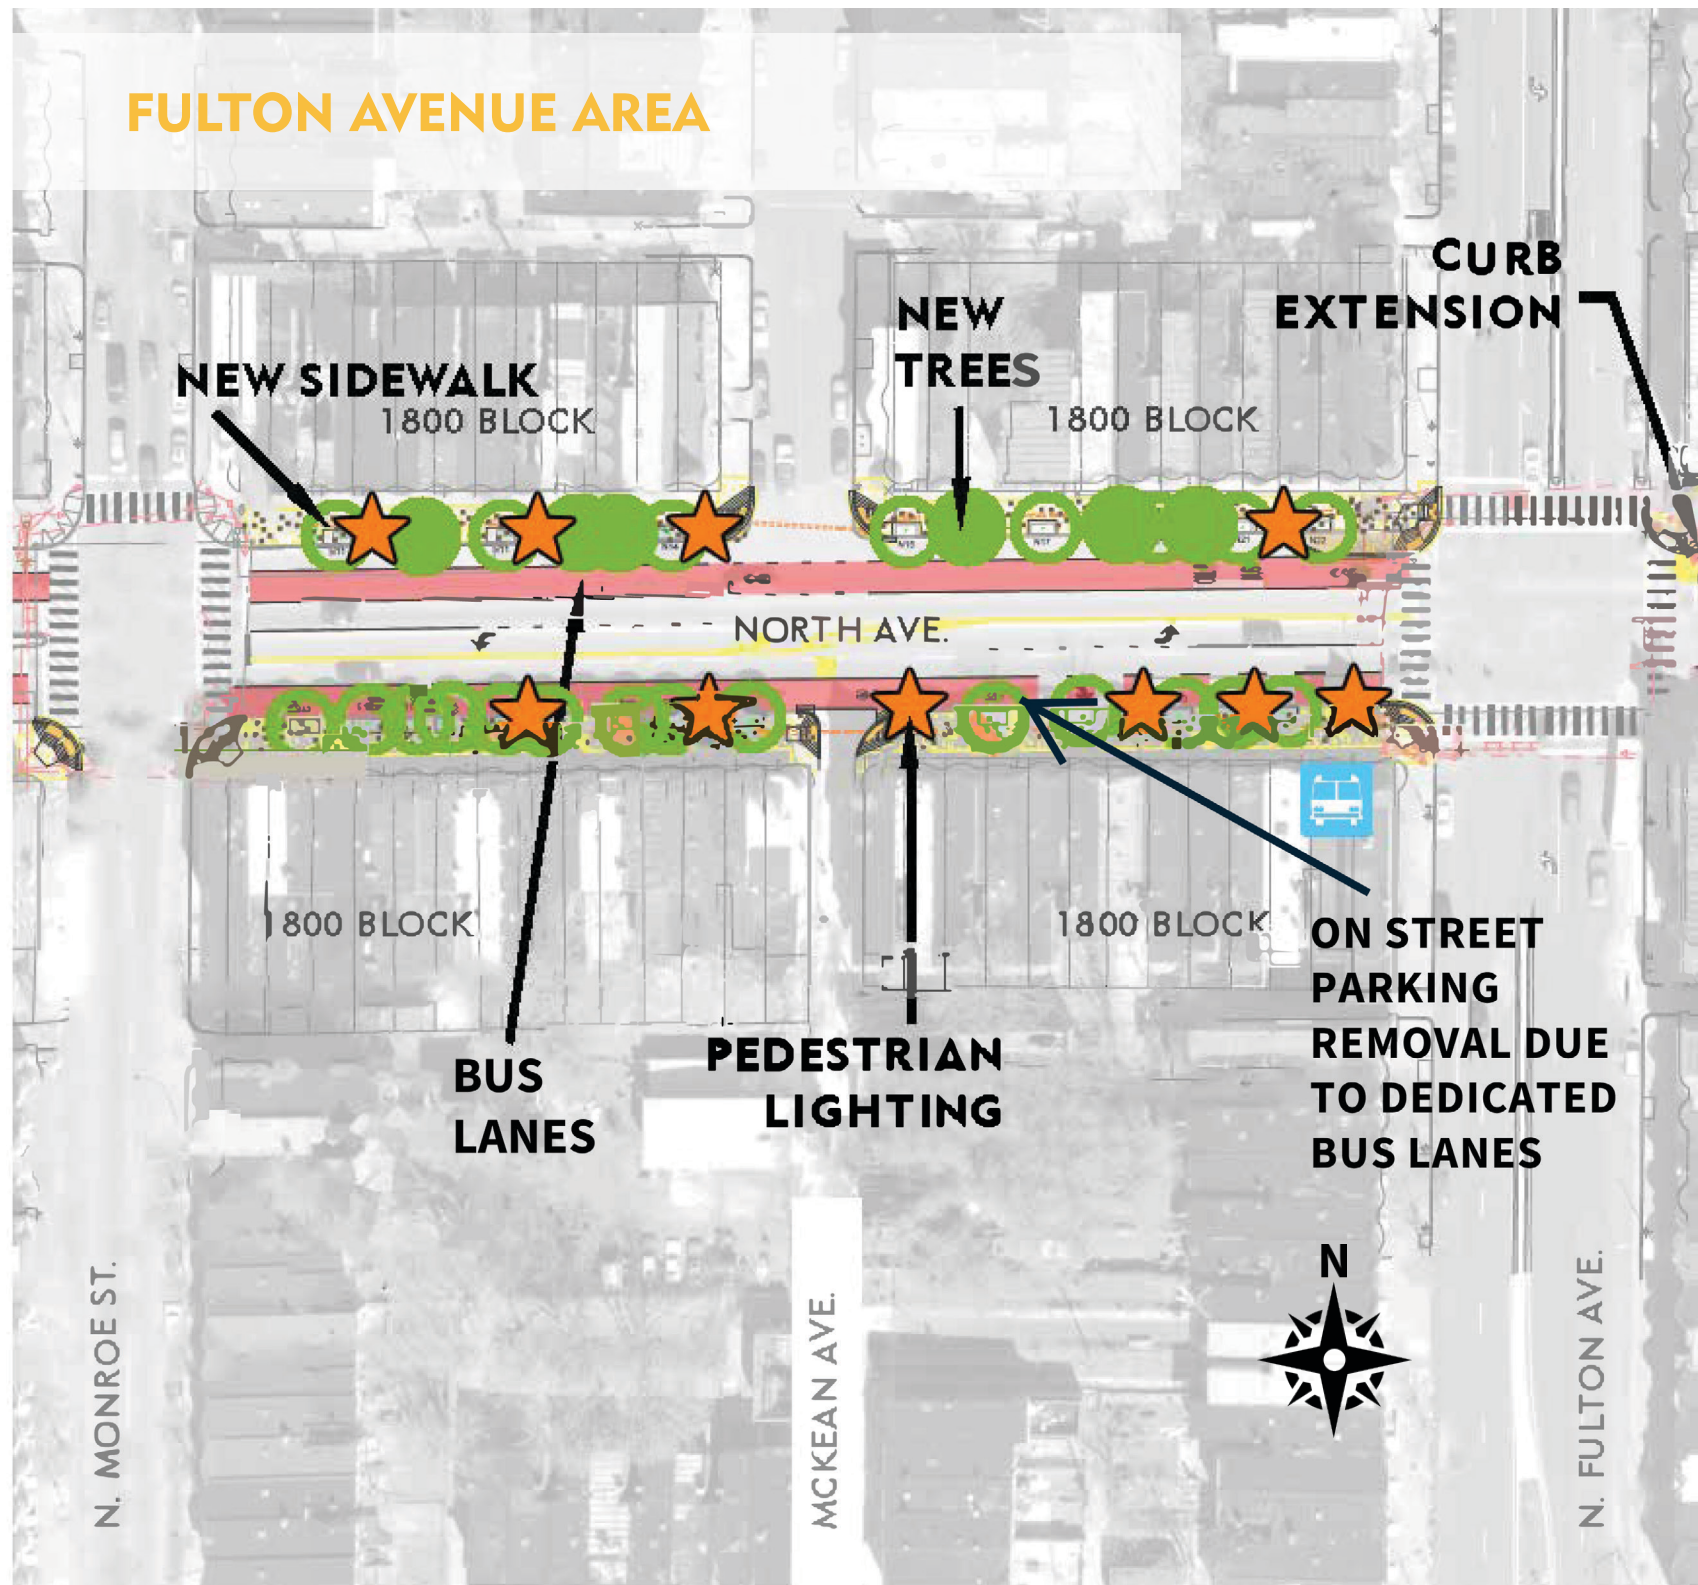 FULTON AVENUE AREA
CURB
EXTENSION
NEW
TREES
NEW SIDEWALK
1800 BLOCK
1800 BLOCK
NORTH AVE.
1800 BLOCK
1800 BLOCK
ON STREET
PARKING
REMOVAL DUE
TO DEDICATED
BUS LANES
PEDESTRIAN
LIGHTING
BUS
LANES
N
N. MONROE ST.
MCKEAN AVE.
N. FULTON AVE.